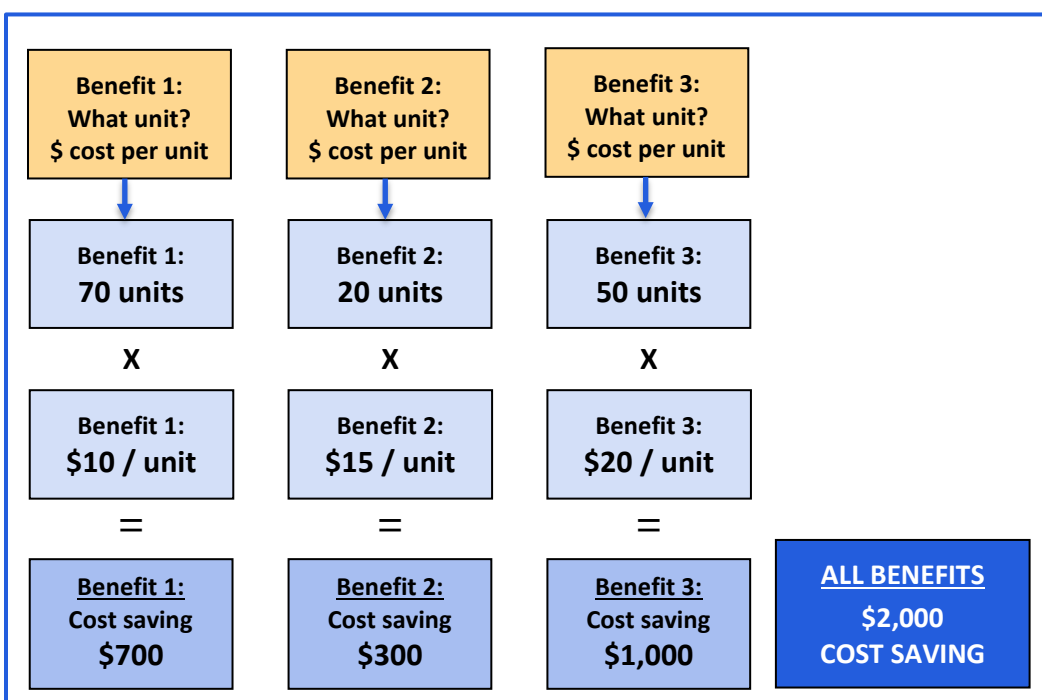 Benefit 1:
What unit?
$ cost per unit
Benefit 2:
What unit?
$ cost per unit
Benefit 3:
What unit?
$ cost per unit
Benefit 1:
70 units
Benefit 2:
20 units
Benefit 3:
50 units
X
X
X
Benefit 1:
$10 / unit
Benefit 2:
$15 / unit
Benefit 3:
$20 / unit
=
=
=
Benefit 1:
Cost saving
$700
Benefit 2:
Cost saving
$300
Benefit 3:
Cost saving
$1,000
ALL BENEFITS
$2,000
COST SAVING